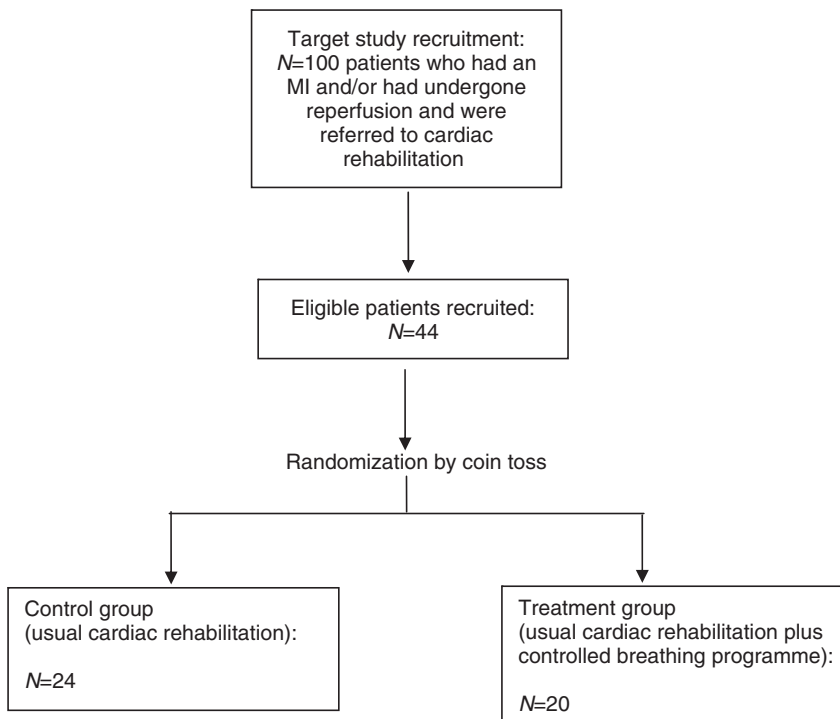 Target study recruitment:
N=100 patients who had an
MI and/or had undergone
reperfusion and were
referred to cardiac
rehabilitation
Eligible patients recruited:
N=44
Randomization by coin toss
Control group
(usual cardiac rehabilitation):
N=24
Treatment group
(usual cardiac rehabilitation plus
controlled breathing programme):
N=20